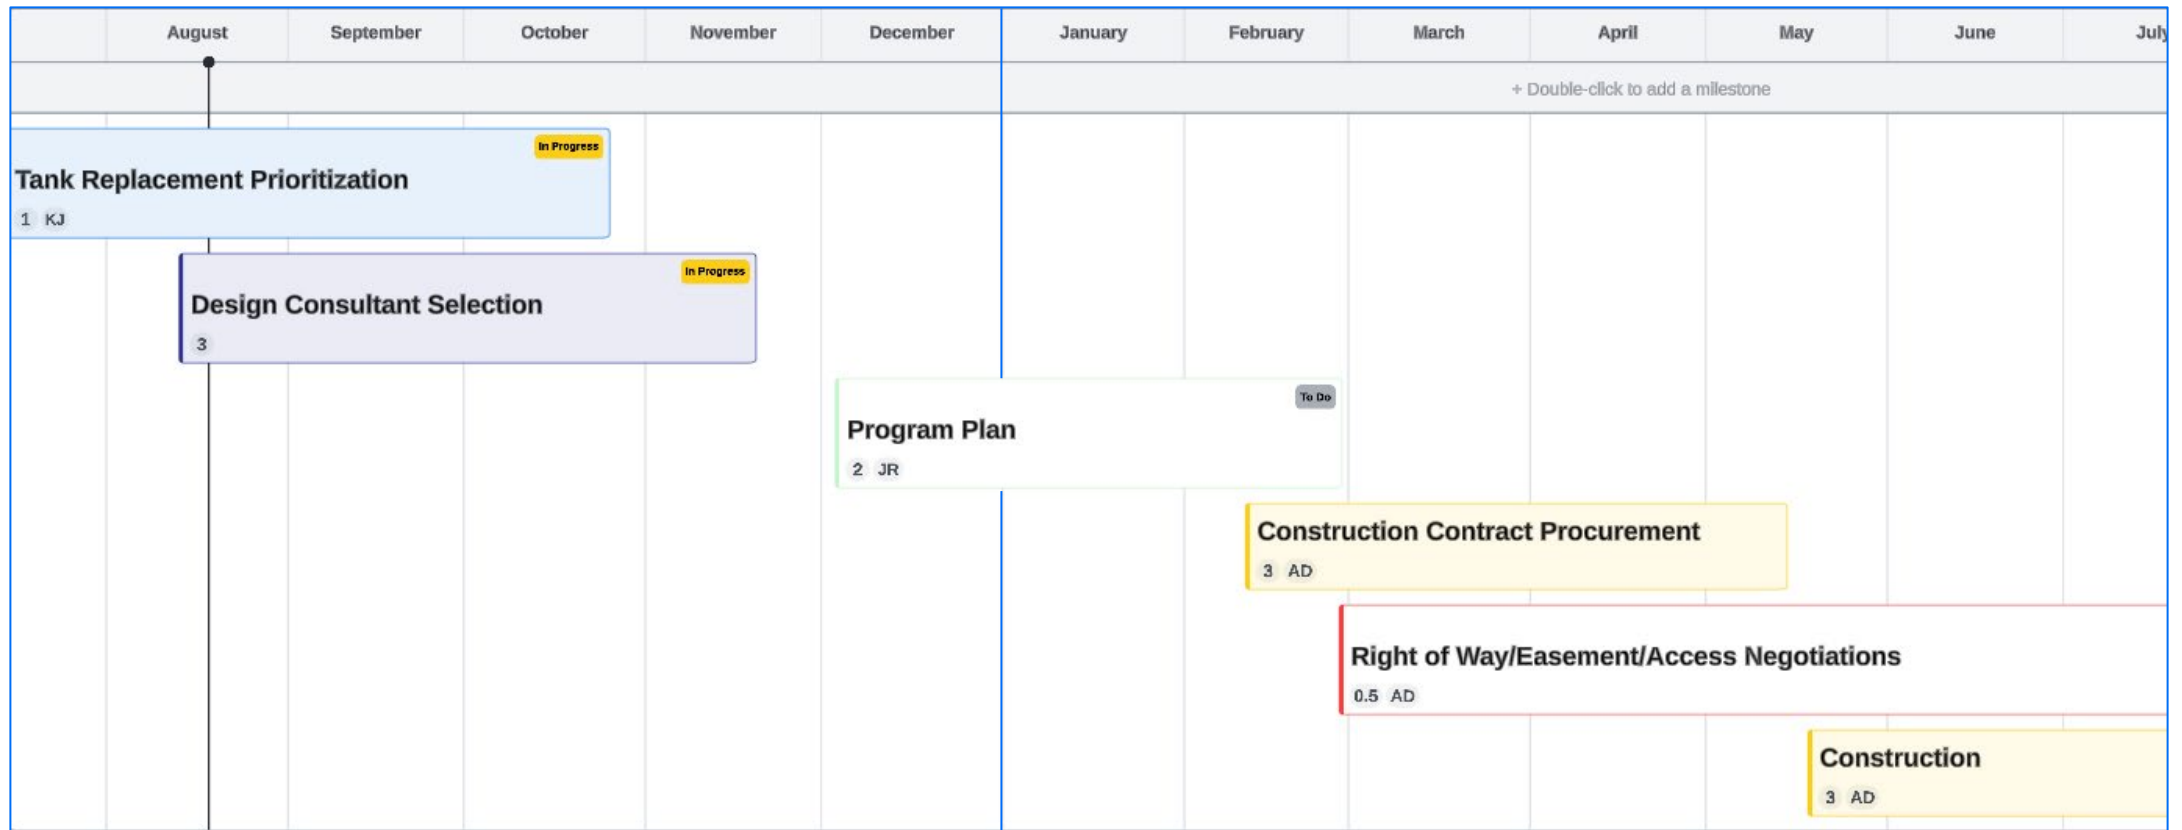 August September October November December January February March April May June July
+ Double-click to add a milestone
In Progress
Tank Replacement Prioritization
1 KJ
In Progress
Design Consultant Selection
3
To Do
Program Plan
2 JR
Construction Contract Procurement
3 AD
Right of Way/Easement/Access Negotiations
0.5 AD
Construction
3 AD